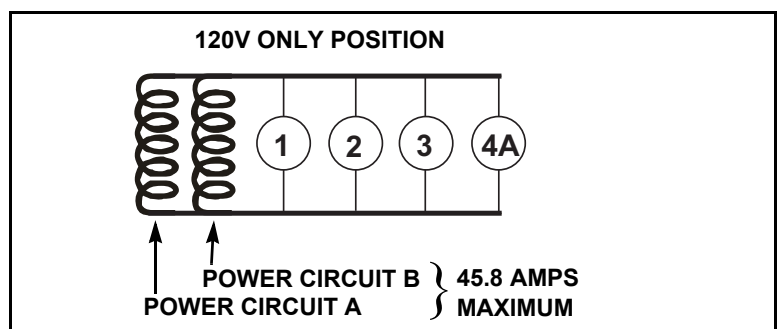 120V ONLY POSITION
1 2 3 4A
POWER CIRCUIT B } 45.8 AMPS
POWER CIRCUIT A } MAXIMUM